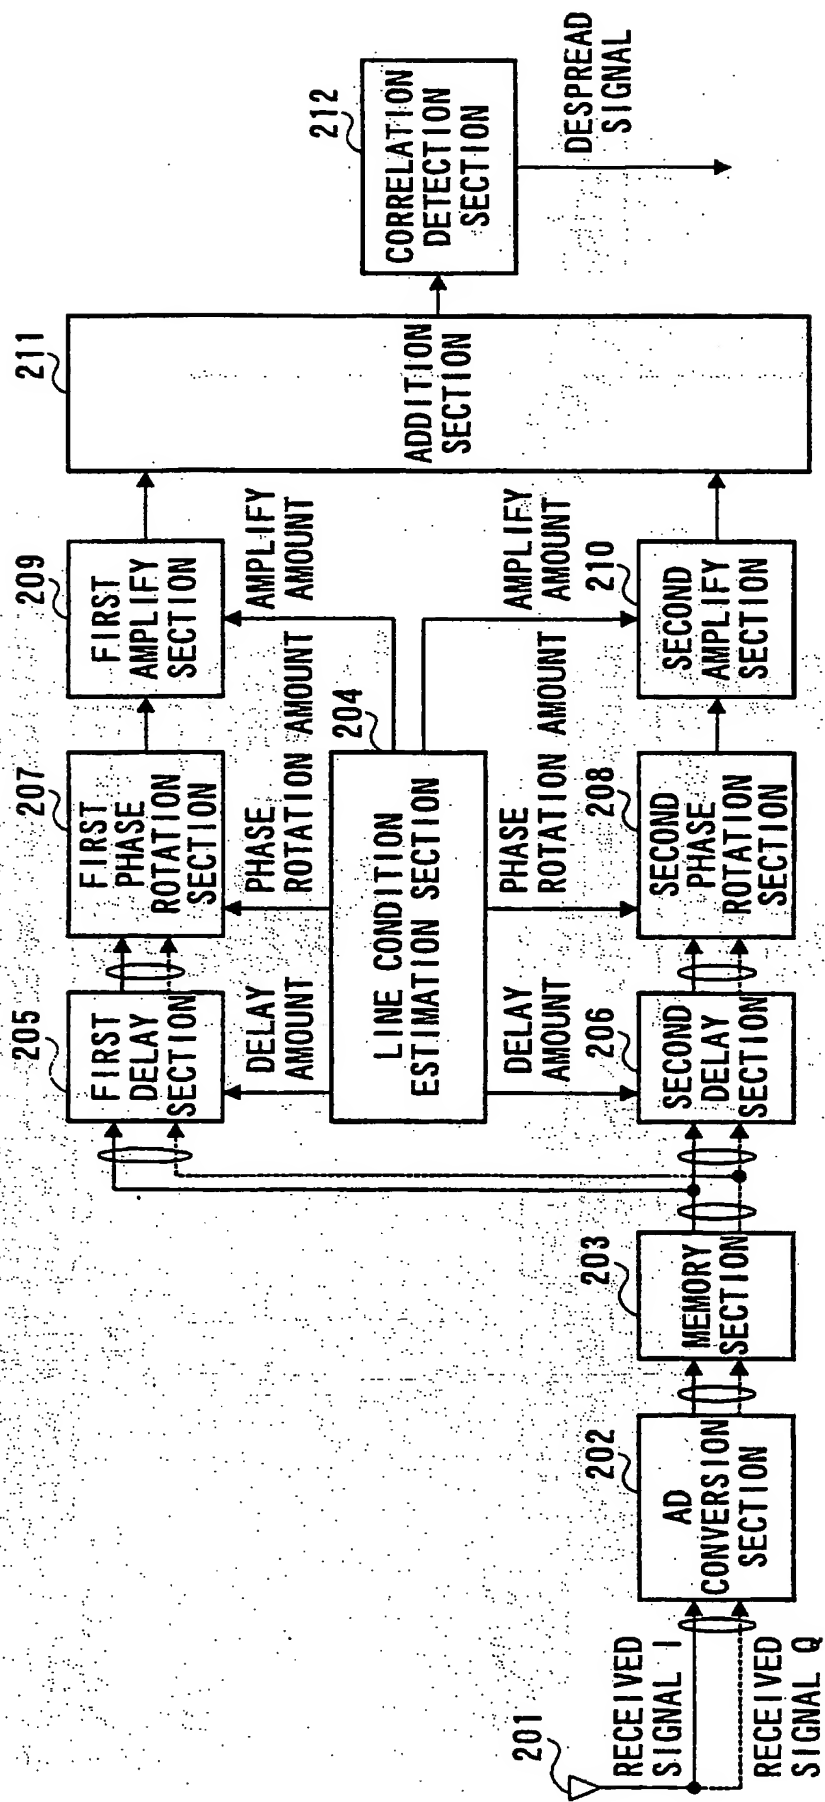 201
RECEIVED
SIGNAL I
RECEIVED
SIGNAL Q
202
AD
CONVERSION
SECTION
203
MEMORY
SECTION
205
FIRST
DELAY
SECTION
DELAY
AMOUNT
207
FIRST
PHASE
ROTATION
SECTION
PHASE
ROTATION AMOUNT
209
FIRST
AMPLIFY
SECTION
AMPLIFY
AMOUNT
204
LINE CONDITION
ESTIMATION SECTION
DELAY
AMOUNT
206
SECOND
DELAY
SECTION
PHASE
ROTATION AMOUNT
208
SECOND
PHASE
ROTATION
SECTION
AMPLIFY
AMOUNT
210
SECOND
AMPLIFY
SECTION
211
ADDITION
SECTION
212
CORRELATION
DETECTION
SECTION
DESPREAD
SIGNAL